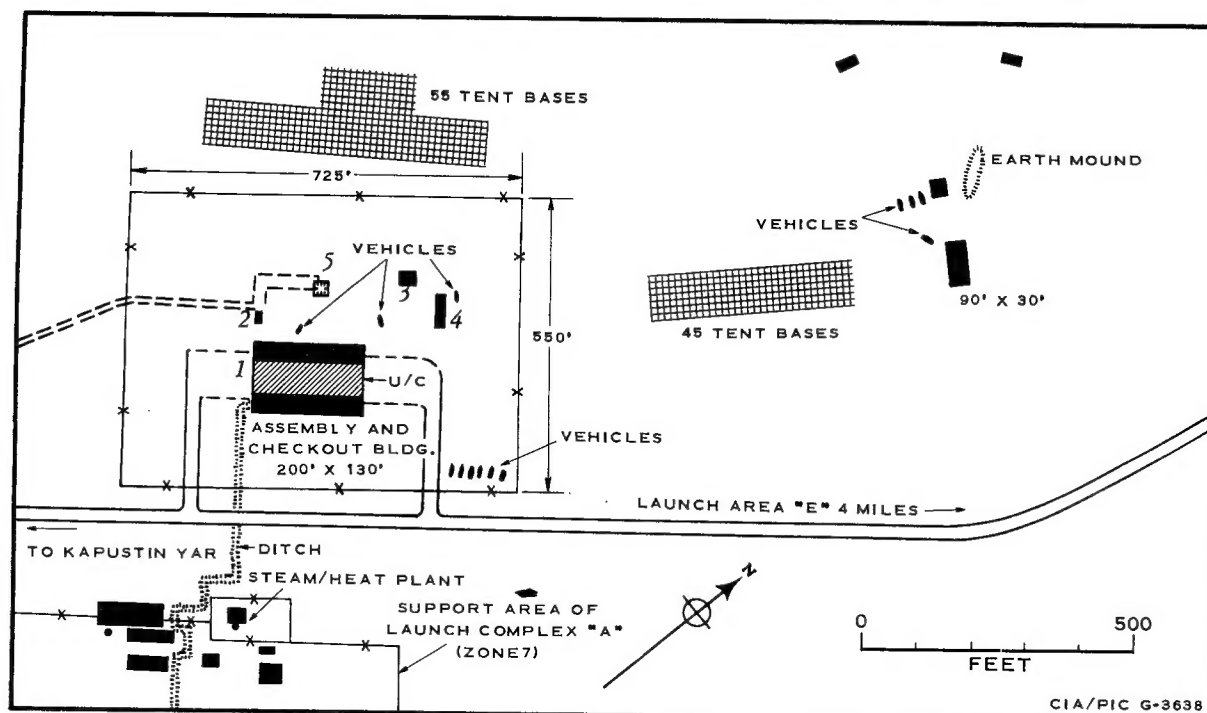 55 TENT BASES
725'
EARTH MOUND
VEHICLES
VEHICLES
5
3
2
4
550'
90' X 30'
45 TENT BASES
1
U/C
ASSEMBLY AND
CHECKOUT BLDG.
200' X 130'
VEHICLES
LAUNCH AREA "E" 4 MILES
TO KAPUSTIN YAR
DITCH
STEAM/HEAT PLANT
SUPPORT AREA OF
LAUNCH COMPLEX "A"
(ZONE7)
N
0
500
FEET
CIA/PIC G-3638